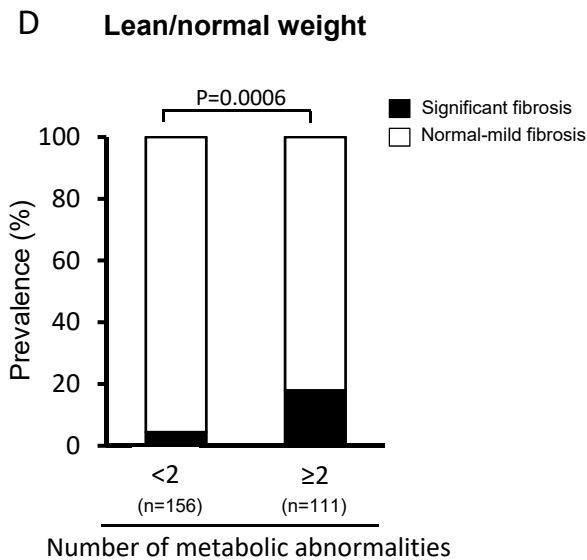 D Lean/normal weight
P=0.0006
Significant fibrosis
Normal-mild fibrosis
Prevalence (%)
100
80
60
40
20
0
<2 ≥2
(n=156) (n=111)
Number of metabolic abnormalities